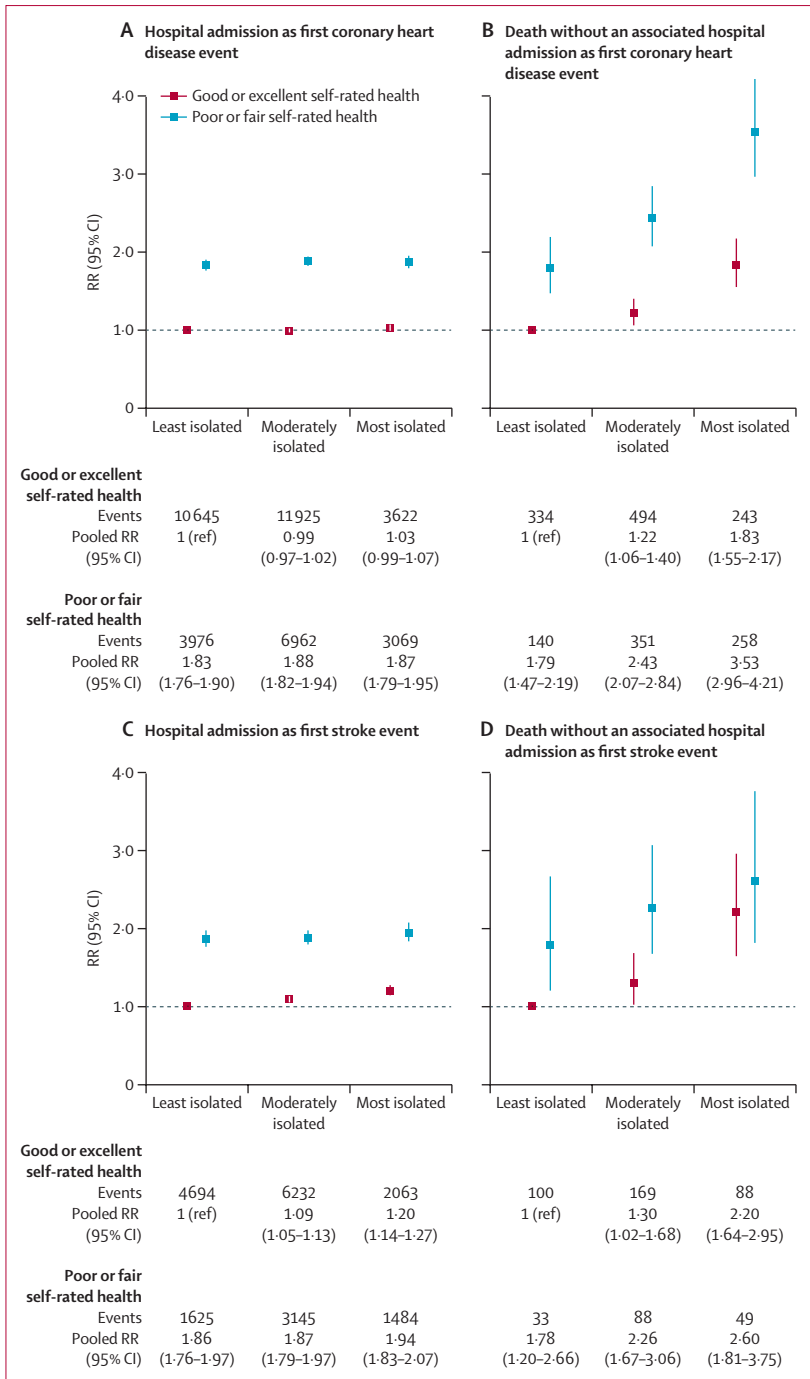 A Hospital admission as first coronary heart
disease event
B Death without an associated hospital
admission as first coronary heart
disease event
Good or excellent self-rated health
Poor or fair self-rated health
RR (95% CI)
4·0
3·0
2·0
1·0
0
Least isolated Moderately Most isolated Least isolated Moderately Most isolated
isolated isolated
Good or excellent
self-rated health
Events 10 645 11 925 3622 334 494 243
Pooled RR 1 (ref) 0·99 1·03 1 (ref) 1·22 1·83
(95% CI) (0·97–1·02) (0·99–1·07) (1·06–1·40) (1·55–2·17)
Poor or fair
self-rated health
Events 3976 6962 3069 140 351 258
Pooled RR 1·83 1·88 1·87 1·79 2·43 3·53
(95% CI) (1·76–1·90) (1·82–1·94) (1·79–1·95) (1·47–2·19) (2·07–2·84) (2·96–4·21)
C Hospital admission as first stroke event
D Death without an associated hospital
admission as first stroke event
RR (95% CI)
4·0
3·0
2·0
1·0
0
Least isolated Moderately Most isolated Least isolated Moderately Most isolated
isolated isolated
Good or excellent
self-rated health
Events 4694 6232 2063 100 169 88
Pooled RR 1 (ref) 1·09 1·20 1 (ref) 1·30 2·20
(95% CI) (1·05–1·13) (1·14–1·27) (1·02–1·68) (1·64–2·95)
Poor or fair
self-rated health
Events 1625 3145 1484 33 88 49
Pooled RR 1·86 1·87 1·94 1·78 2·26 2·60
(95% CI) (1·76–1·97) (1·79–1·97) (1·83–2·07) (1·20–2·66) (1·67–3·06) (1·81–3·75)